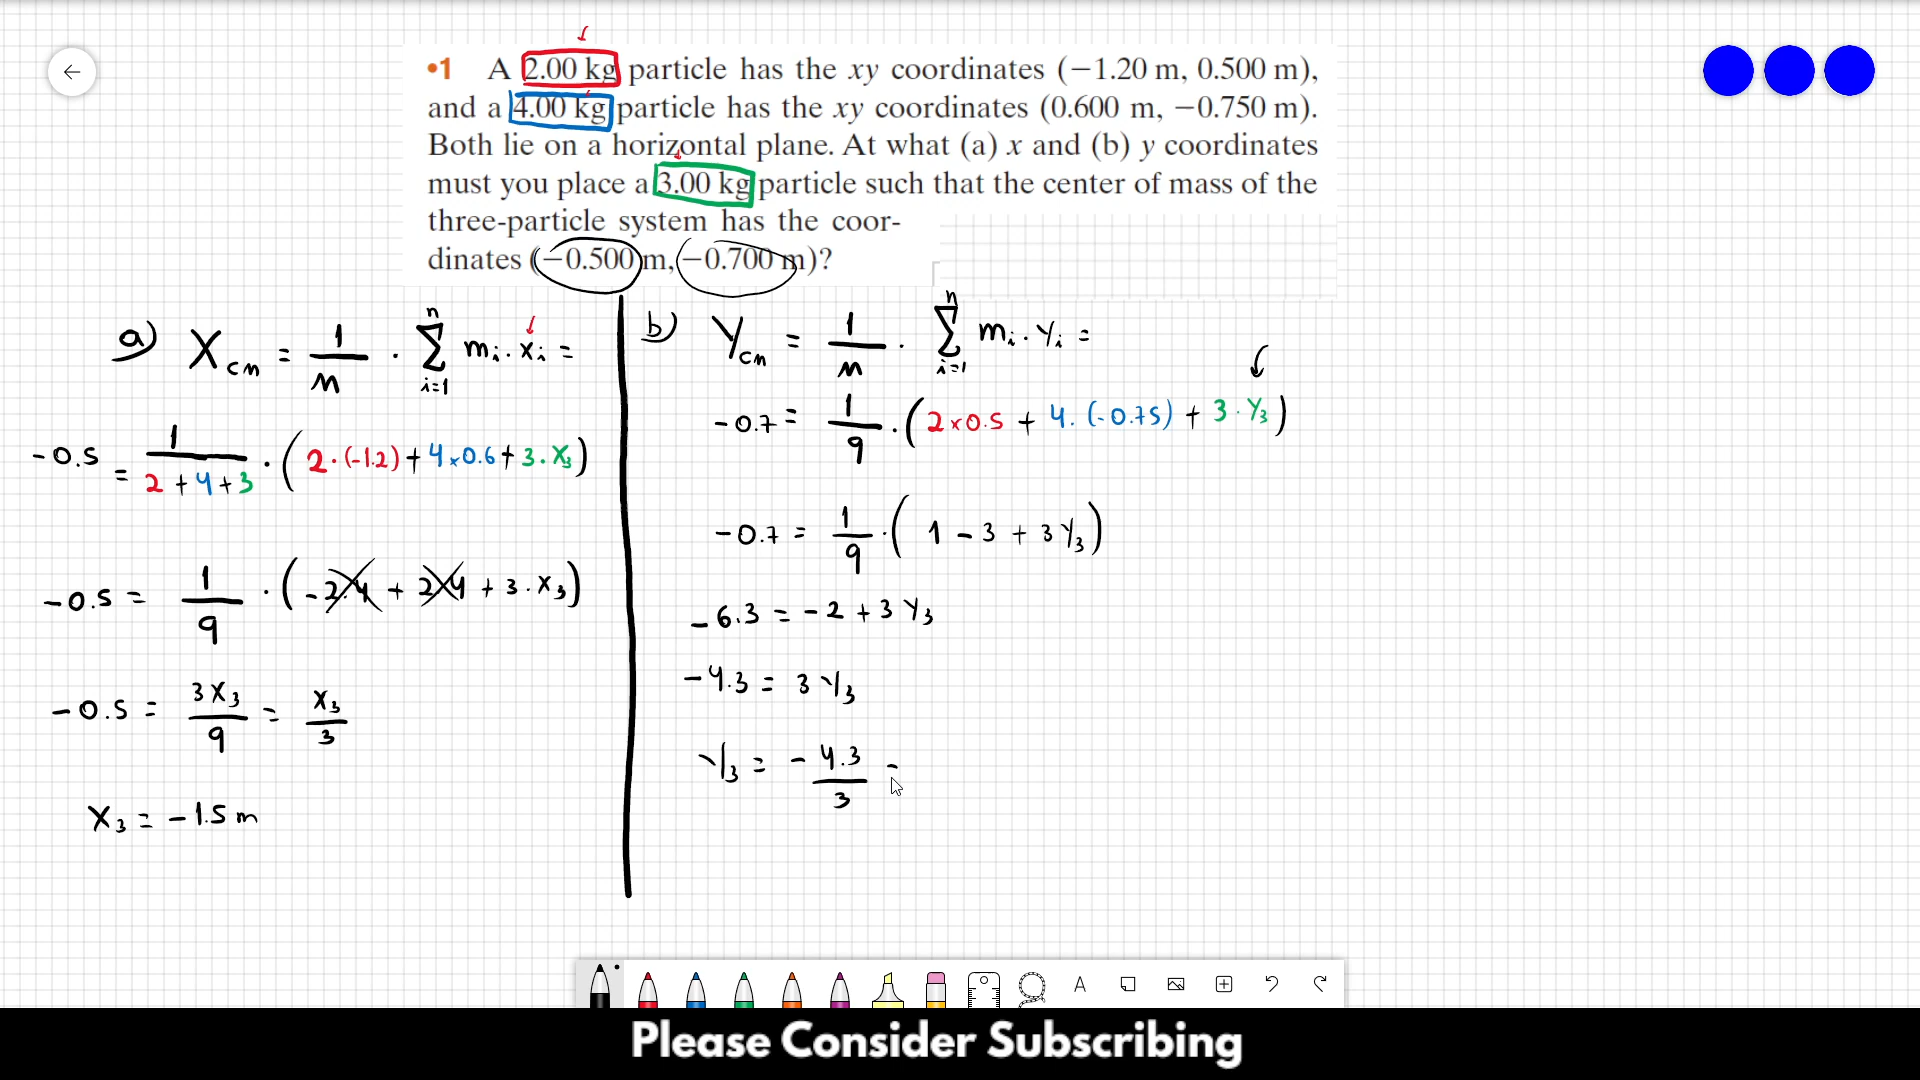 •1 A 2.00 kg particle has the xy coordinates (−1.20 m, 0.500 m),
and a 4.00 kg particle has the xy coordinates (0.600 m, −0.750 m).
Both lie on a horizontal plane. At what (a) x and (b) y coordinates
must you place a 3.00 kg particle such that the center of mass of the
three-particle system has the coor-
dinates (−0.500 m, −0.700 m)?
a) Xcm = 1/M · n Σ i=1 mi · xi =
-0.5 = 1/(2 + 4 + 3) · (2·(-1.2) + 4×0.6 + 3·X3)
-0.5 = 1/9 · (-2.4 + 2.4 + 3·X3)
-0.5 = 3X3/9 = X3/3
X3 = -1.5 m
b) Ycm = 1/M · n Σ i=1 mi · Yi =
-0.7 = 1/9 · (2×0.5 + 4·(-0.75) + 3·Y3)
-0.7 = 1/9 · (1 - 3 + 3Y3)
-6.3 = -2 + 3Y3
-4.3 = 3Y3
Y3 = -4.3/3 -
A
Please Consider Subscribing